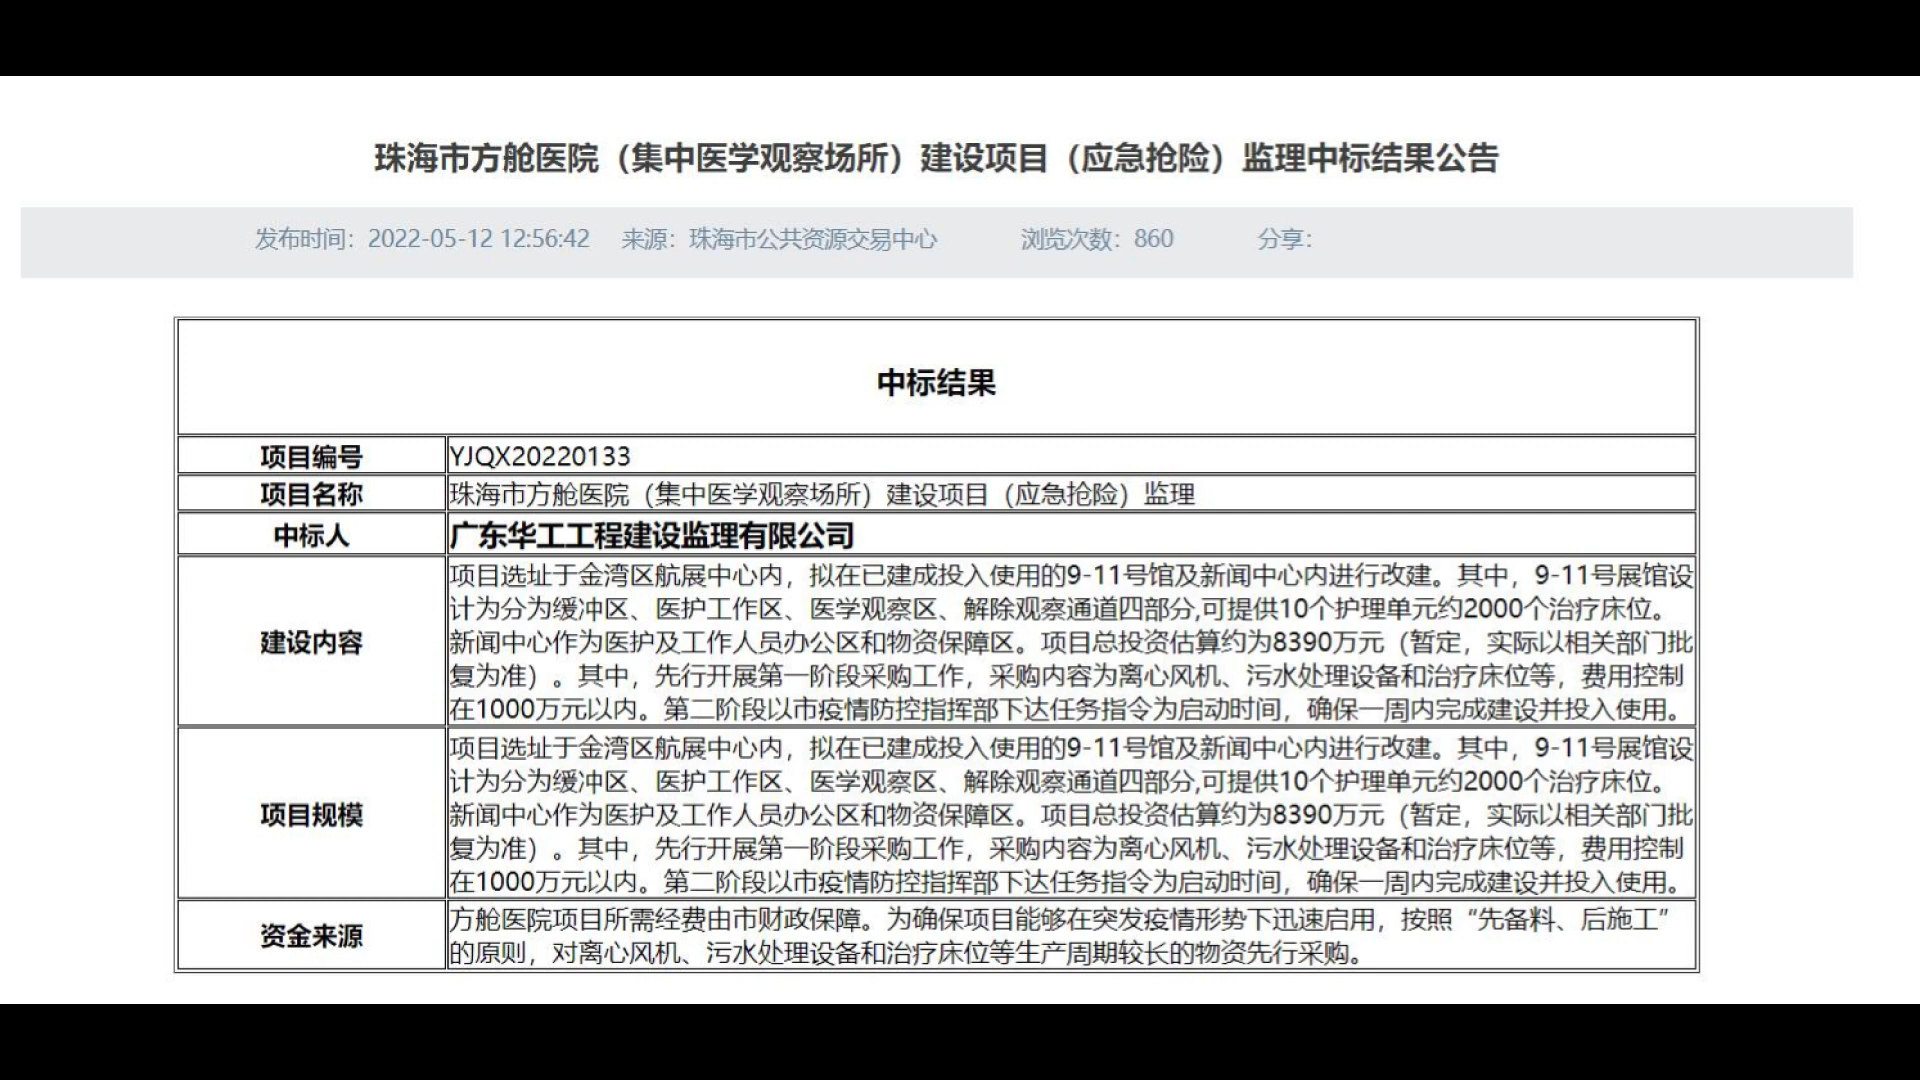 珠海市方舱医院（集中医学观察场所）建设项目（应急抢险）监理中标结果公告
发布时间：2022-05-12 12:56:42 来源：珠海市公共资源交易中心 浏览次数：860 分享：
中标结果
项目编号 YJQX20220133
项目名称 珠海市方舱医院（集中医学观察场所）建设项目（应急抢险）监理
中标人 广东华工工程建设监理有限公司
建设内容
项目选址于金湾区航展中心内，拟在已建成投入使用的9-11号馆及新闻中心内进行改建。其中，9-11号展馆设
计为分为缓冲区、医护工作区、医学观察区、解除观察通道四部分,可提供10个护理单元约2000个治疗床位。
新闻中心作为医护及工作人员办公区和物资保障区。项目总投资估算约为8390万元（暂定，实际以相关部门批
复为准）。其中，先行开展第一阶段采购工作，采购内容为离心风机、污水处理设备和治疗床位等，费用控制
在1000万元以内。第二阶段以市疫情防控指挥部下达任务指令为启动时间，确保一周内完成建设并投入使用。
项目规模
项目选址于金湾区航展中心内，拟在已建成投入使用的9-11号馆及新闻中心内进行改建。其中，9-11号展馆设
计为分为缓冲区、医护工作区、医学观察区、解除观察通道四部分,可提供10个护理单元约2000个治疗床位。
新闻中心作为医护及工作人员办公区和物资保障区。项目总投资估算约为8390万元（暂定，实际以相关部门批
复为准）。其中，先行开展第一阶段采购工作，采购内容为离心风机、污水处理设备和治疗床位等，费用控制
在1000万元以内。第二阶段以市疫情防控指挥部下达任务指令为启动时间，确保一周内完成建设并投入使用。
资金来源
方舱医院项目所需经费由市财政保障。为确保项目能够在突发疫情形势下迅速启用，按照“先备料、后施工”
的原则，对离心风机、污水处理设备和治疗床位等生产周期较长的物资先行采购。